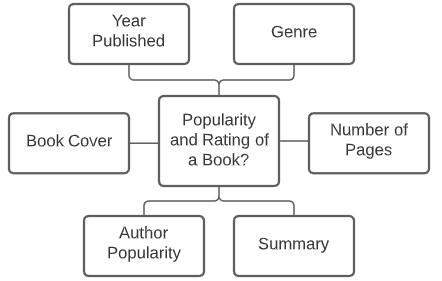 Year
Published
Genre
Book Cover
Popularity
and Rating of
a Book?
Number of
Pages
Author
Popularity
Summary